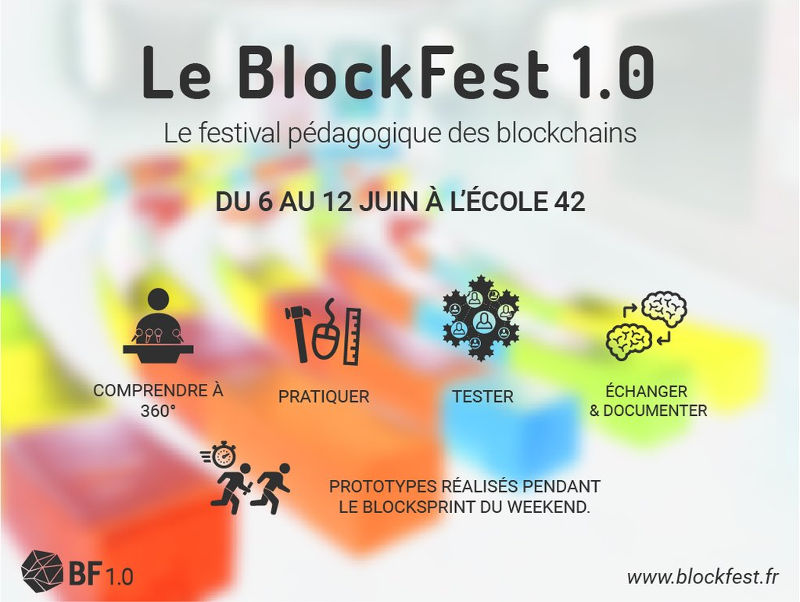 Le BlockFest 1.0
Le festival pédagogique des blockchains
DU 6 AU 12 JUIN À L'ÉCOLE 42
COMPRENDRE À
360°
PRATIQUER
TESTER
ÉCHANGER
& DOCUMENTER
PROTOTYPES RÉALISÉS PENDANT
LE BLOCKSPRINT DU WEEKEND.
BF 1.0
www.blockfest.fr